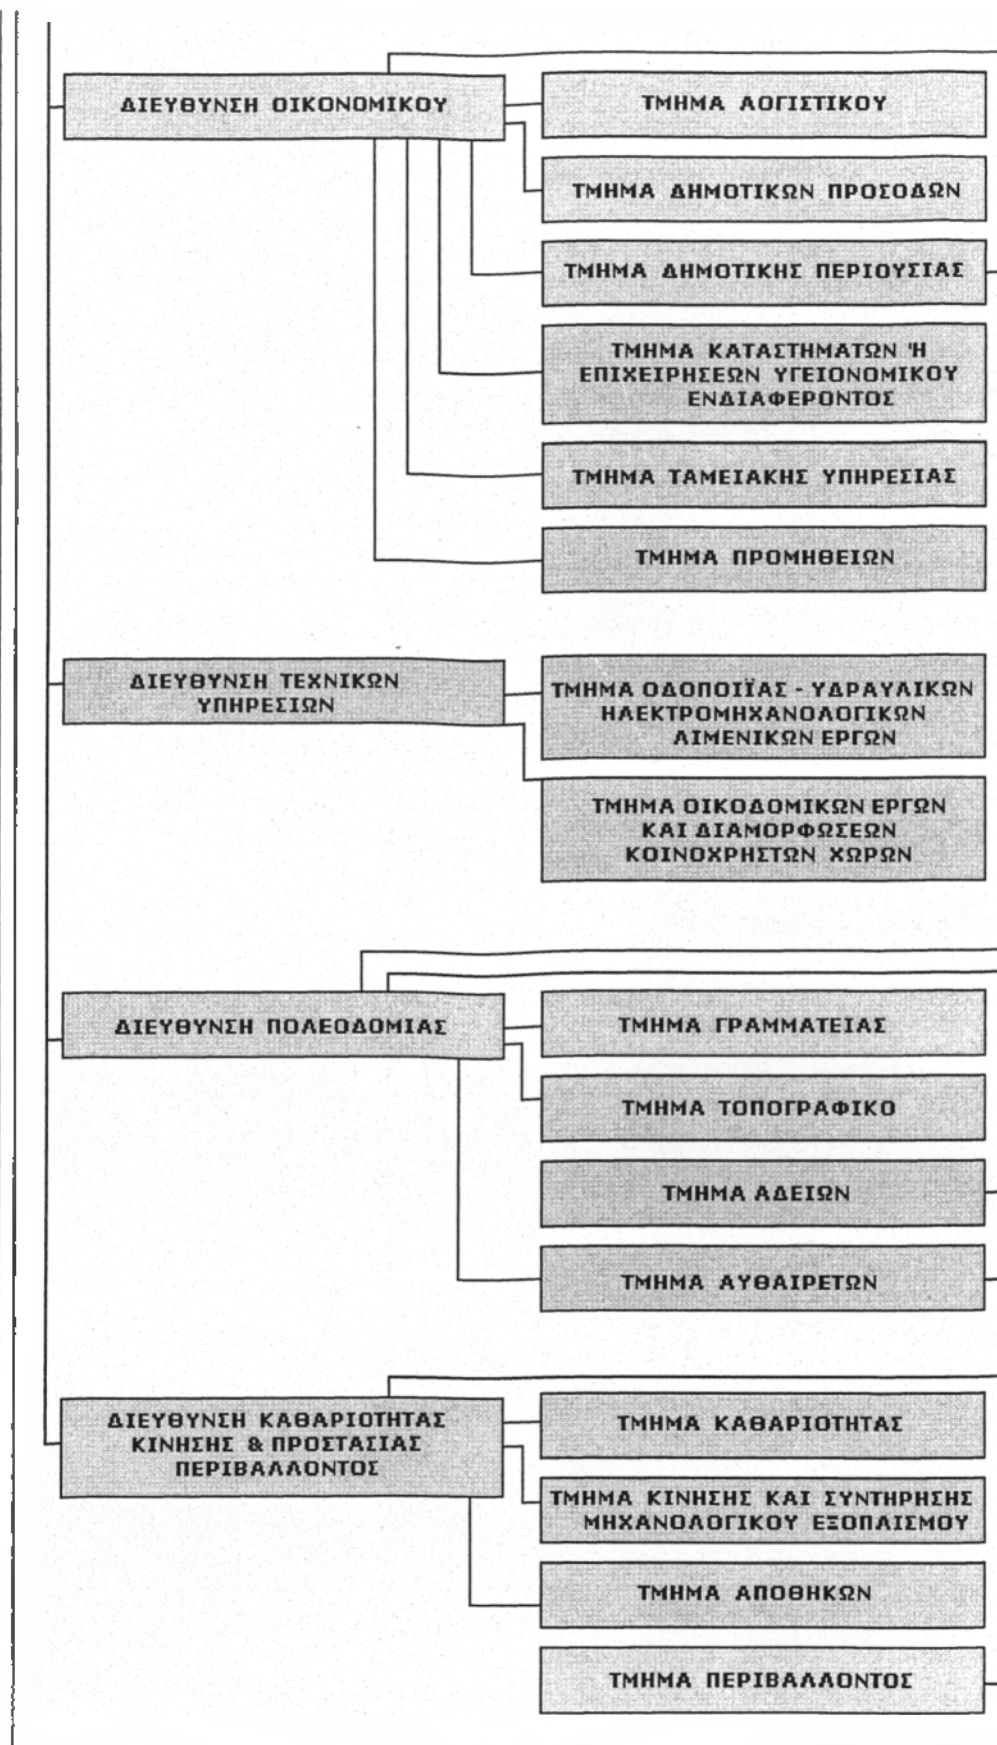 ΔΙΕΥΘΥΝΣΗ ΟΙΚΟΝΟΜΙΚΟΥ
ΤΜΗΜΑ ΛΟΓΙΣΤΙΚΟΥ
ΤΜΗΜΑ ΔΗΜΟΤΙΚΩΝ ΠΡΟΣΟΔΩΝ
ΤΜΗΜΑ ΔΗΜΟΤΙΚΗΣ ΠΕΡΙΟΥΣΙΑΣ
ΤΜΗΜΑ ΚΑΤΑΣΤΗΜΑΤΩΝ Ή
ΕΠΙΧΕΙΡΗΣΕΩΝ ΥΓΕΙΟΝΟΜΙΚΟΥ
ΕΝΔΙΑΦΕΡΟΝΤΟΣ
ΤΜΗΜΑ ΤΑΜΕΙΑΚΗΣ ΥΠΗΡΕΣΙΑΣ
ΤΜΗΜΑ ΠΡΟΜΗΘΕΙΩΝ
ΔΙΕΥΘΥΝΣΗ ΤΕΧΝΙΚΩΝ
ΥΠΗΡΕΣΙΩΝ
ΤΜΗΜΑ ΟΔΟΠΟΙΪΑΣ - ΥΔΡΑΥΛΙΚΩΝ
ΗΛΕΚΤΡΟΜΗΧΑΝΟΛΟΓΙΚΩΝ
ΛΙΜΕΝΙΚΩΝ ΕΡΓΩΝ
ΤΜΗΜΑ ΟΙΚΟΔΟΜΙΚΩΝ ΕΡΓΩΝ
ΚΑΙ ΔΙΑΜΟΡΦΩΣΕΩΝ
ΚΟΙΝΟΧΡΗΣΤΩΝ ΧΩΡΩΝ
ΔΙΕΥΘΥΝΣΗ ΠΟΛΕΟΔΟΜΙΑΣ
ΤΜΗΜΑ ΓΡΑΜΜΑΤΕΙΑΣ
ΤΜΗΜΑ ΤΟΠΟΓΡΑΦΙΚΟ
ΤΜΗΜΑ ΑΔΕΙΩΝ
ΤΜΗΜΑ ΑΥΘΑΙΡΕΤΩΝ
ΔΙΕΥΘΥΝΣΗ ΚΑΘΑΡΙΟΤΗΤΑΣ
ΚΙΝΗΣΗΣ & ΠΡΟΣΤΑΣΙΑΣ
ΠΕΡΙΒΑΛΛΟΝΤΟΣ
ΤΜΗΜΑ ΚΑΘΑΡΙΟΤΗΤΑΣ
ΤΜΗΜΑ ΚΙΝΗΣΗΣ ΚΑΙ ΣΥΝΤΗΡΗΣΗΣ
ΜΗΧΑΝΟΛΟΓΙΚΟΥ ΕΞΟΠΛΙΣΜΟΥ
ΤΜΗΜΑ ΑΠΟΘΗΚΩΝ
ΤΜΗΜΑ ΠΕΡΙΒΑΛΛΟΝΤΟΣ